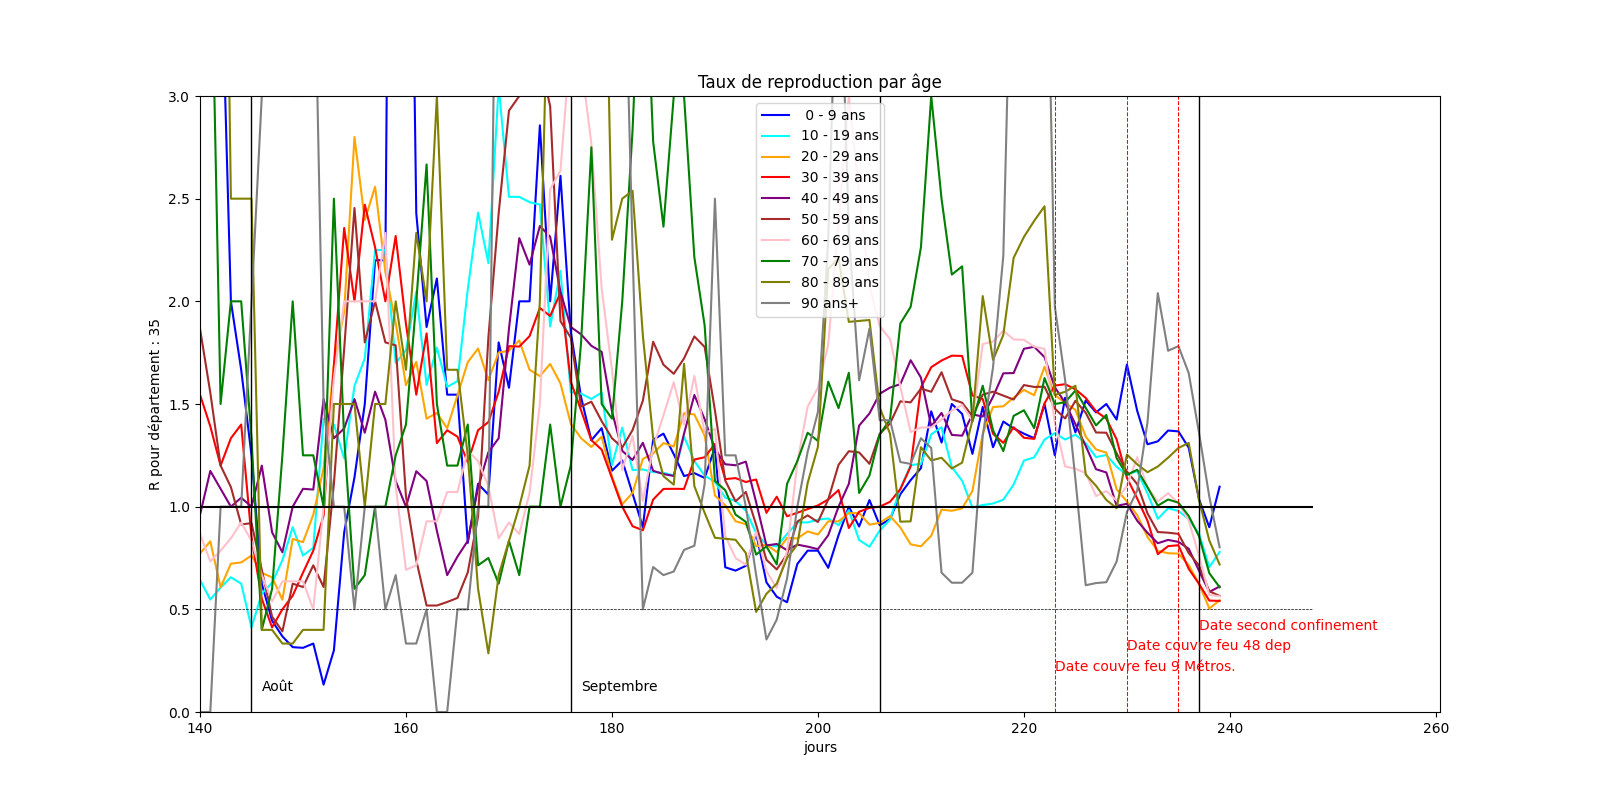 Taux de reproduction par âge
R pour département : 35
3.0
2.5
2.0
1.5
1.0
0.5
0.0
0 - 9 ans
10 - 19 ans
20 - 29 ans
30 - 39 ans
40 - 49 ans
50 - 59 ans
60 - 69 ans
70 - 79 ans
80 - 89 ans
90 ans+
Date second confinement
Date couvre feu 48 dep
Date couvre feu 9 Métros.
Août
Septembre
140
160
180
200
220
240
260
jours